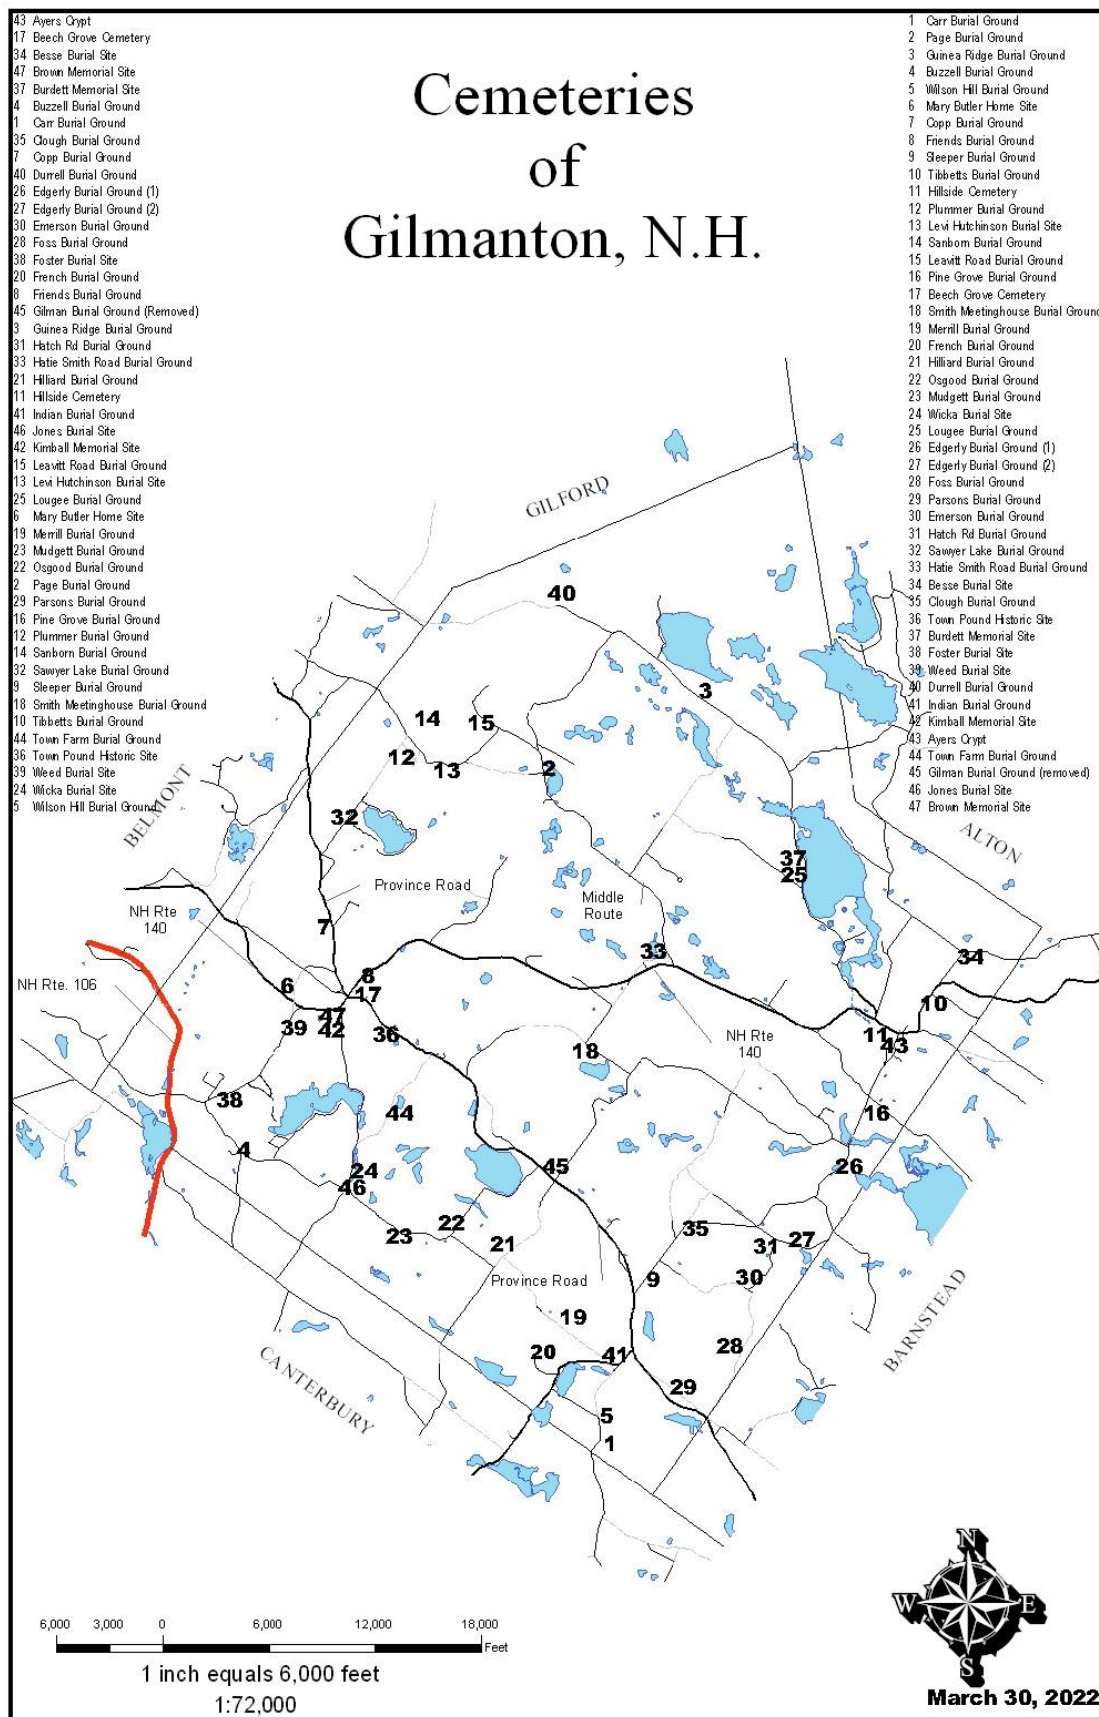 Cemeteries
of
Gilmanton, N.H.
43 Ayers Crypt
17 Beech Grove Cemetery
34 Besse Burial Site
47 Brown Memorial Site
37 Burdett Memorial Site
4 Buzzell Burial Ground
1 Carr Burial Ground
35 Clough Burial Ground
7 Copp Burial Ground
40 Durrell Burial Ground
26 Edgerly Burial Ground (1)
27 Edgerly Burial Ground (2)
30 Emerson Burial Ground
28 Foss Burial Ground
38 Foster Burial Site
20 French Burial Ground
8 Friends Burial Ground
45 Gilman Burial Ground (Removed)
3 Guinea Ridge Burial Ground
31 Hatch Rd Burial Ground
33 Hatie Smith Road Burial Ground
21 Hilliard Burial Ground
11 Hillside Cemetery
41 Indian Burial Ground
46 Jones Burial Site
42 Kimball Memorial Site
15 Leavitt Road Burial Ground
13 Levi Hutchinson Burial Site
25 Lougee Burial Ground
6 Mary Butler Home Site
19 Merrill Burial Ground
23 Mudgett Burial Ground
22 Osgood Burial Ground
2 Page Burial Ground
29 Parsons Burial Ground
16 Pine Grove Burial Ground
12 Plummer Burial Ground
14 Sanborn Burial Ground
32 Sawyer Lake Burial Ground
9 Sleeper Burial Ground
18 Smith Meetinghouse Burial Ground
10 Tibbetts Burial Ground
44 Town Farm Burial Ground
36 Town Pound Historic Site
39 Weed Burial Site
24 Wicka Burial Site
5 Wilson Hill Burial Ground
1 Carr Burial Ground
2 Page Burial Ground
3 Guinea Ridge Burial Ground
4 Buzzell Burial Ground
5 Wilson Hill Burial Ground
6 Mary Butler Home Site
7 Copp Burial Ground
8 Friends Burial Ground
9 Sleeper Burial Ground
10 Tibbetts Burial Ground
11 Hillside Cemetery
12 Plummer Burial Ground
13 Levi Hutchinson Burial Site
14 Sanborn Burial Ground
15 Leavitt Road Burial Ground
16 Pine Grove Burial Ground
17 Beech Grove Cemetery
18 Smith Meetinghouse Burial Ground
19 Merrill Burial Ground
20 French Burial Ground
21 Hilliard Burial Ground
22 Osgood Burial Ground
23 Mudgett Burial Ground
24 Wicka Burial Site
25 Lougee Burial Ground
26 Edgerly Burial Ground (1)
27 Edgerly Burial Ground (2)
28 Foss Burial Ground
29 Parsons Burial Ground
30 Emerson Burial Ground
31 Hatch Rd Burial Ground
32 Sawyer Lake Burial Ground
33 Hatie Smith Road Burial Ground
34 Besse Burial Site
35 Clough Burial Ground
36 Town Pound Historic Site
37 Burdett Memorial Site
38 Foster Burial Site
39 Weed Burial Site
40 Durrell Burial Ground
41 Indian Burial Ground
42 Kimball Memorial Site
43 Ayers Crypt
44 Town Farm Burial Ground
45 Gilman Burial Ground (removed)
46 Jones Burial Site
47 Brown Memorial Site
GILFORD
40
3
14
15
12
13
2
BELMONT
32
ALTON
37
25
Province Road
Middle
Route
NH Rte
140
7
33
34
NH Rte. 106
6
8
17
10
39
47
42
36
18
NH Rte
140
11
43
38
44
16
4
24
46
45
26
22
23
21
35
31
27
Province Road
9
30
19
BARNSTEAD
20
41
28
CANTERBURY
29
5
1
N
W
E
S
6,000 3,000 0 6,000 12,000 18,000
Feet
1 inch equals 6,000 feet
1:72,000
March 30, 2022